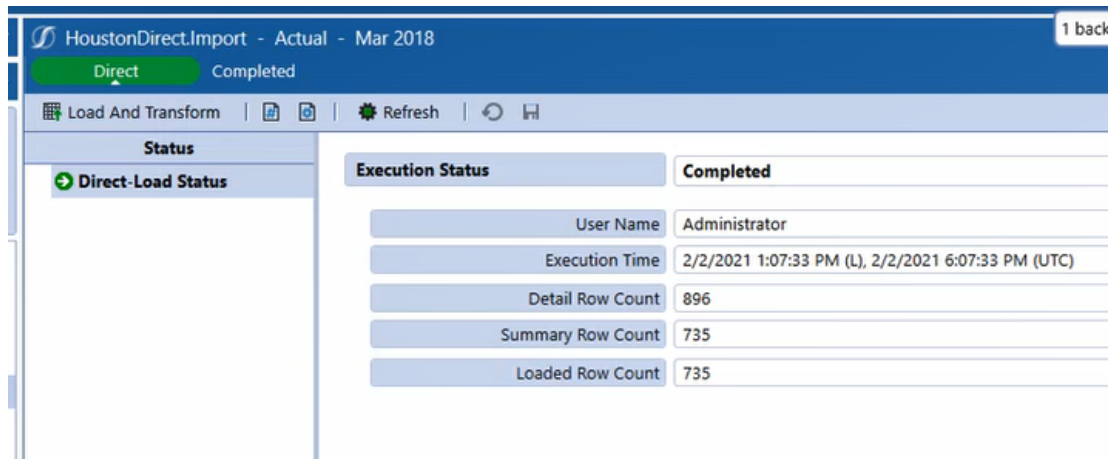 HoustonDirect.Import - Actual - Mar 2018
1 back
Direct Completed
Load And Transform Refresh
Status
Direct-Load Status
Execution Status Completed
User Name Administrator
Execution Time 2/2/2021 1:07:33 PM (L), 2/2/2021 6:07:33 PM (UTC)
Detail Row Count 896
Summary Row Count 735
Loaded Row Count 735